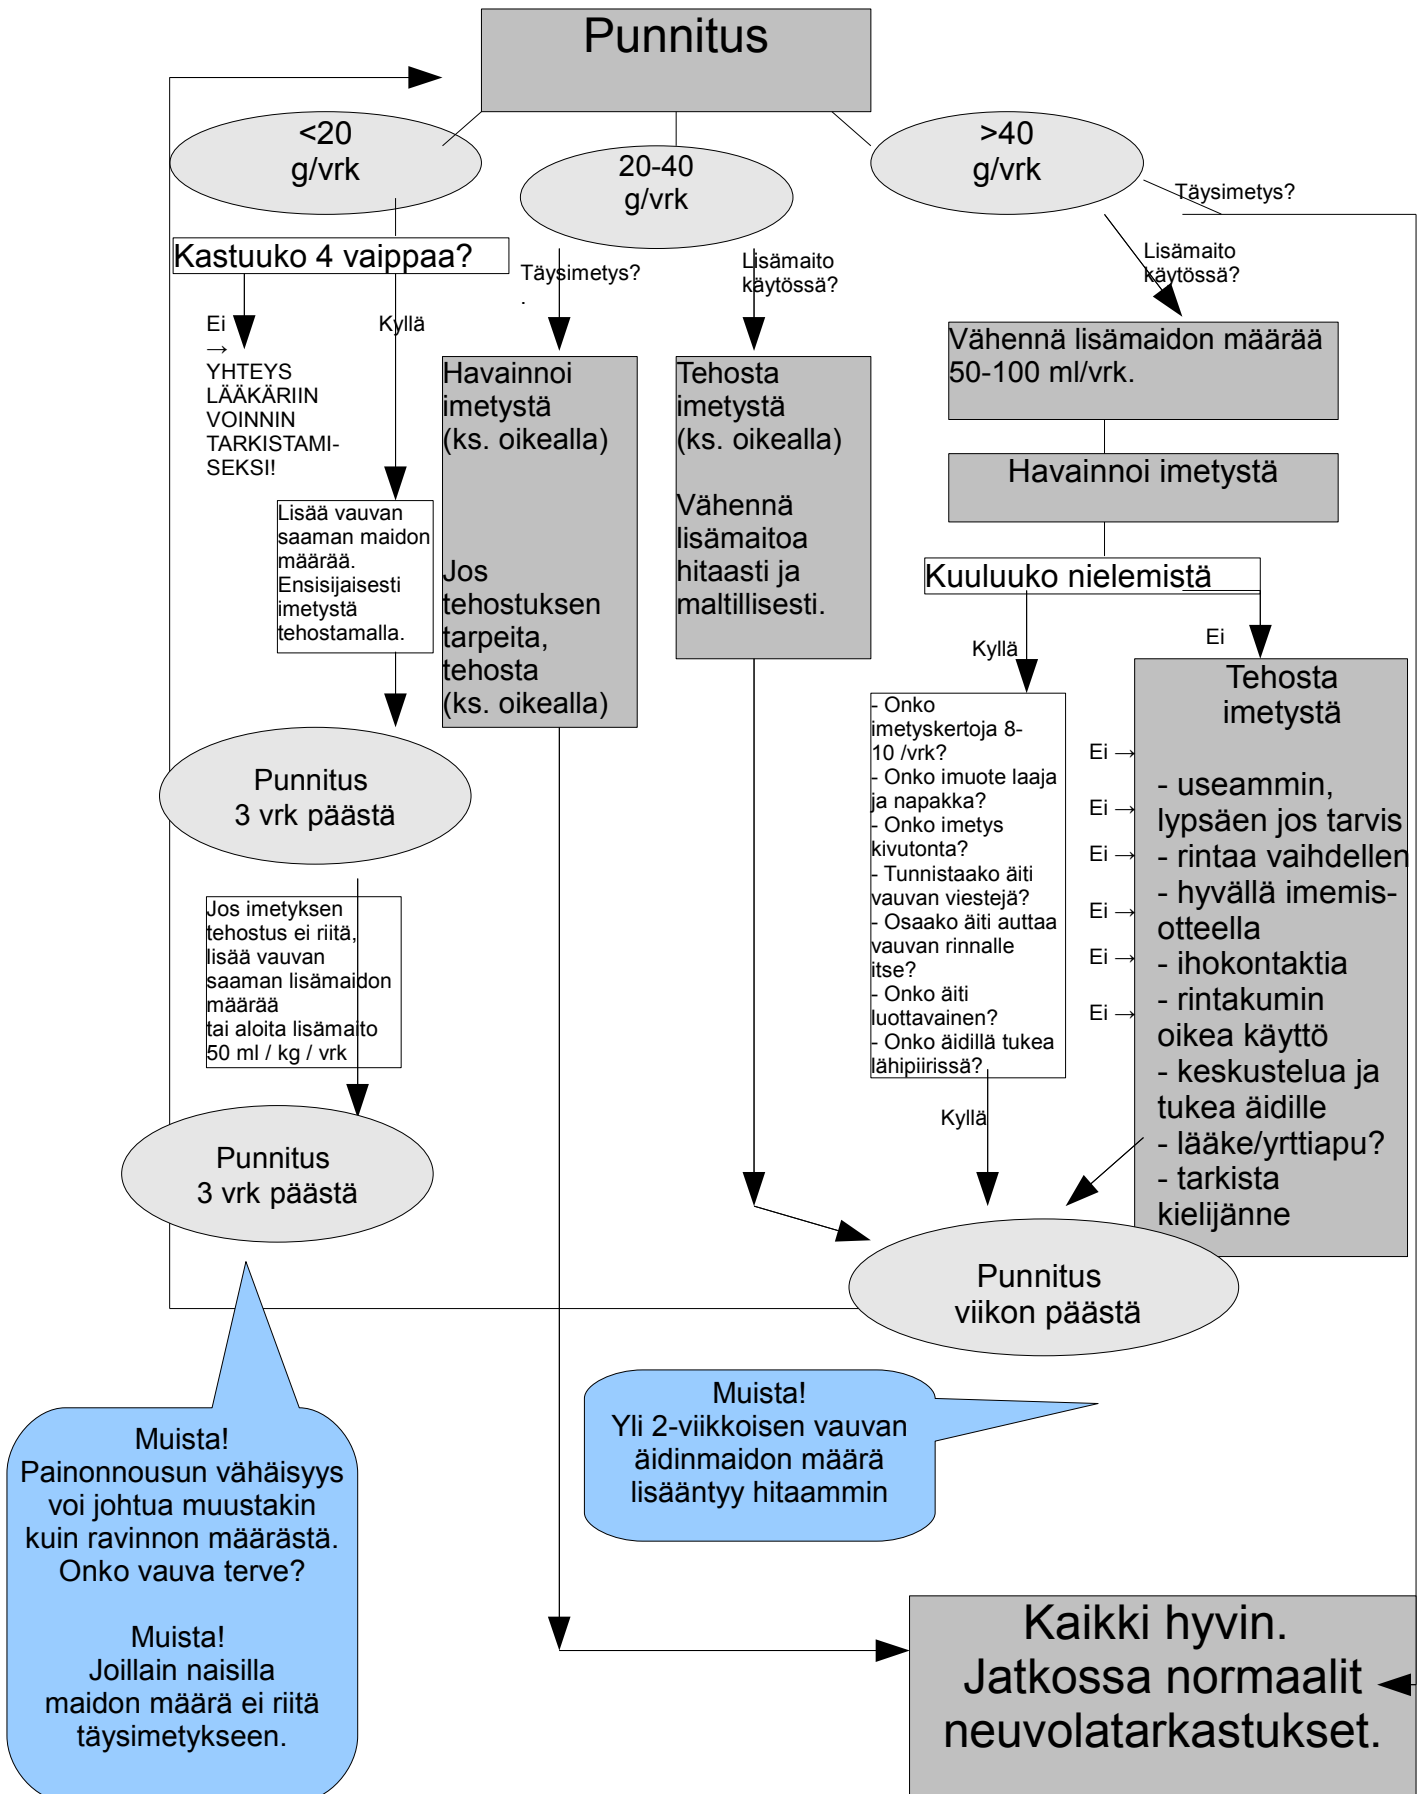 Punnitus
<20
g/vrk
20-40
g/vrk
>40
g/vrk
Täysimetys?
Kastuuko 4 vaippaa?
Täysimetys?
.
Lisämaito
käytössä?
Lisämaito
käytössä?
Ei
→
YHTEYS
LÄÄKÄRIIN
VOINNIN
TARKISTAMI-
SEKSI!
Kyllä
Havainnoi
imetystä
(ks. oikealla)
Jos
tehostuksen
tarpeita,
tehosta
(ks. oikealla)
Tehosta
imetystä
(ks. oikealla)
Vähennä
lisämaitoa
hitaasti ja
maltillisesti.
Vähennä lisämaidon määrää
50-100 ml/vrk.
Havainnoi imetystä
Kuuluuko nielemistä
Kyllä
Ei
Lisää vauvan
saaman maidon
määrää.
Ensisijaisesti
imetystä
tehostamalla.
Punnitus
3 vrk päästä
Jos imetyksen
tehostus ei riitä,
lisää vauvan
saaman lisämaidon
määrää
tai aloita lisämaito
50 ml / kg / vrk
Punnitus
3 vrk päästä
- Onko
imetyskertoja 8-
10 /vrk?
- Onko imuote laaja
ja napakka?
- Onko imetys
kivutonta?
- Tunnistaako äiti
vauvan viestejä?
- Osaako äiti auttaa
vauvan rinnalle
itse?
- Onko äiti
luottavainen?
- Onko äidillä tukea
lähipiirissä?
Kyllä
Ei →
Ei →
Ei →
Ei →
Ei →
Ei →
Tehosta
imetystä
- useammin,
lypsäen jos tarvis
- rintaa vaihdellen
- hyvällä imemis-
otteella
- ihokontaktia
- rintakumin
oikea käyttö
- keskustelua ja
tukea äidille
- lääke/yrttiapu?
- tarkista
kielijänne
Punnitus
viikon päästä
Muista!
Yli 2-viikkoisen vauvan
äidinmaidon määrä
lisääntyy hitaammin
Muista!
Painonnousun vähäisyys
voi johtua muustakin
kuin ravinnon määrästä.
Onko vauva terve?
Muista!
Joillain naisilla
maidon määrä ei riitä
täysimetykseen.
Kaikki hyvin.
Jatkossa normaalit
neuvolatarkastukset.